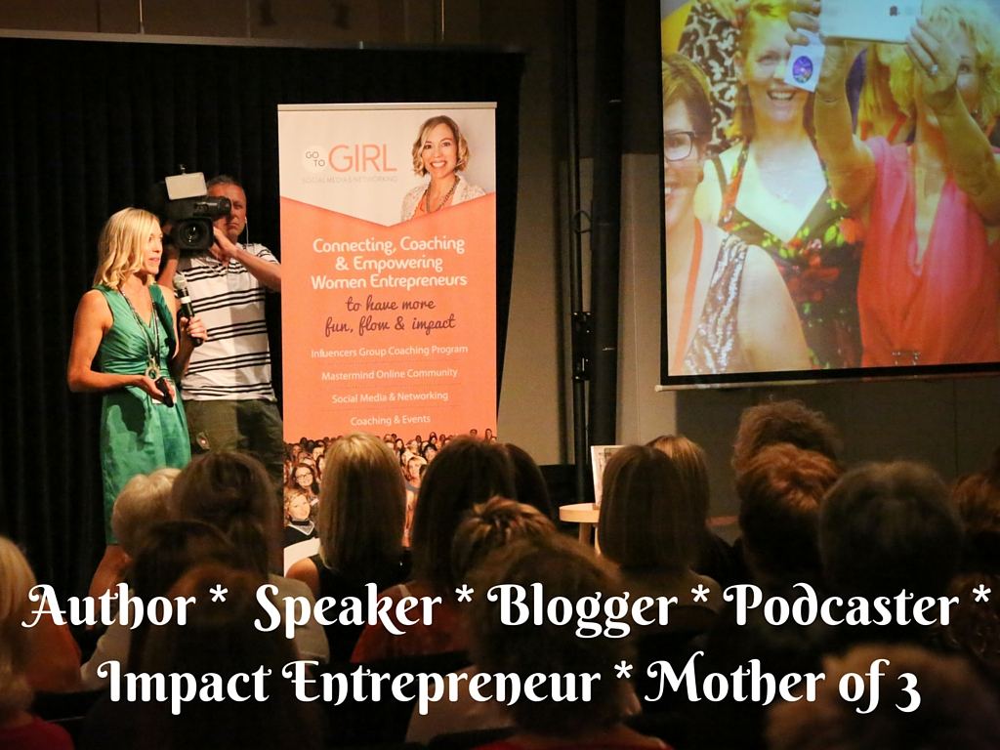 GO TO GIRL
SOCIAL MEDIA & NETWORKING
Connecting, Coaching
& Empowering
Women Entrepreneurs
to have more
fun, flow & impact
Influencers Group Coaching Program
Mastermind Online Community
Social Media & Networking
Coaching & Events
Author * Speaker * Blogger * Podcaster *
Impact Entrepreneur * Mother of 3